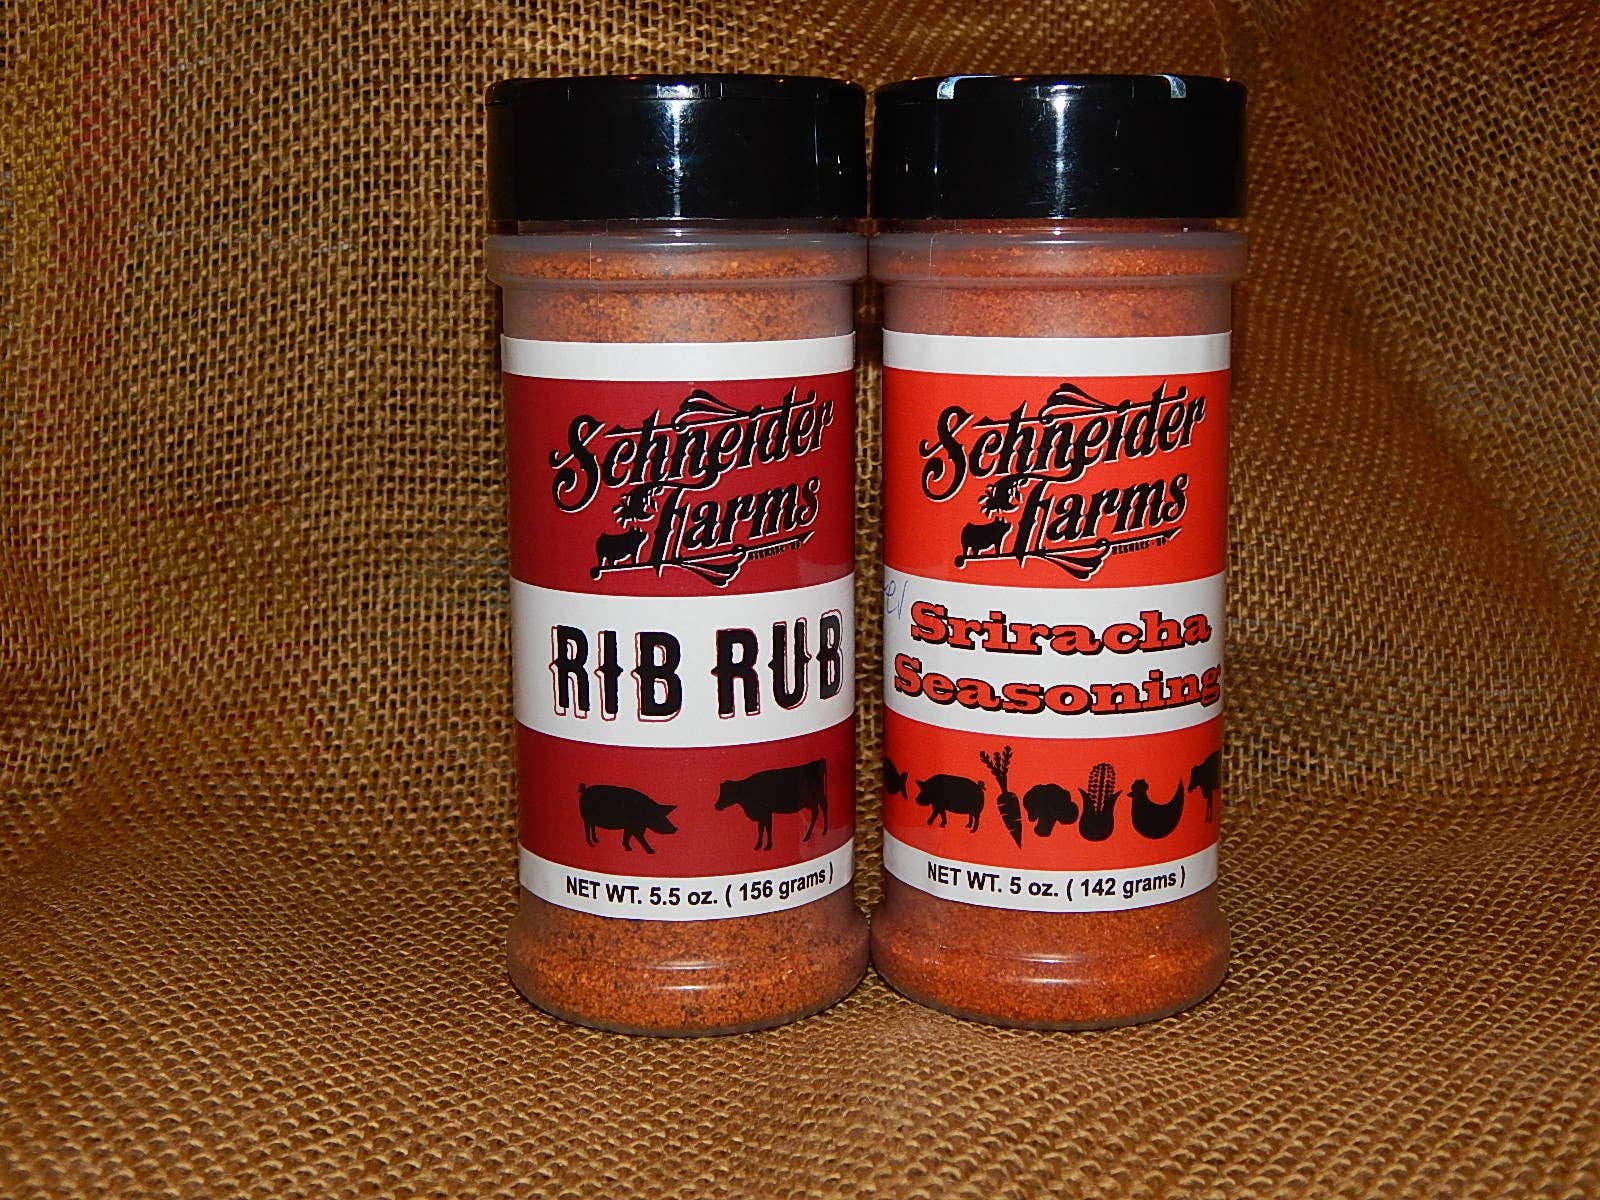 Schneider
Farms
RIB RUB
NET WT. 5.5 oz. ( 156 grams )
Schneider
Farms
Sriracha
Seasoning
NET WT. 5 oz. ( 142 grams )